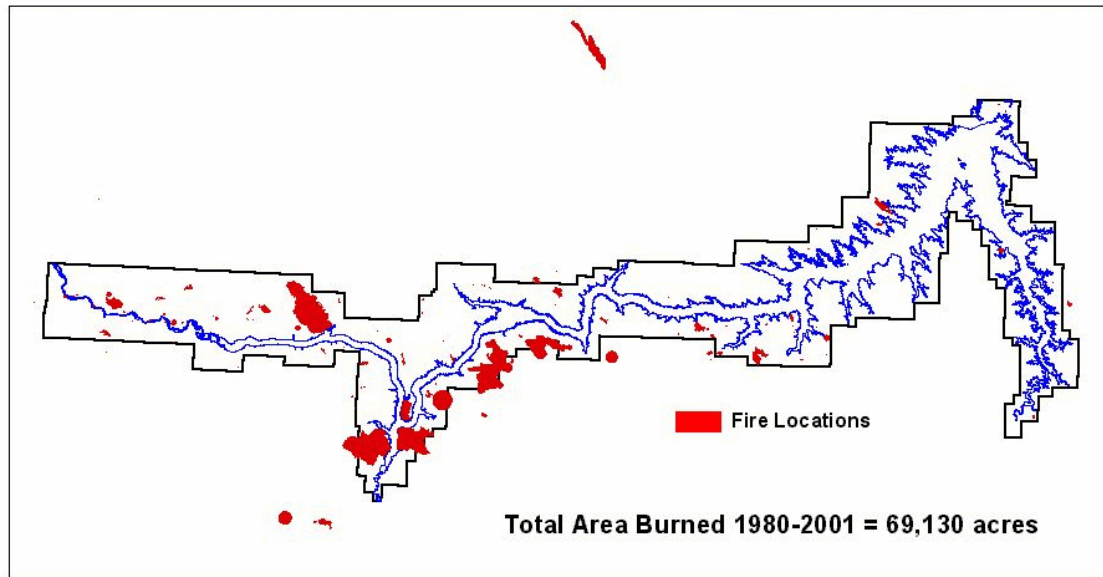 Fire Locations
Total Area Burned 1980-2001 = 69,130 acres